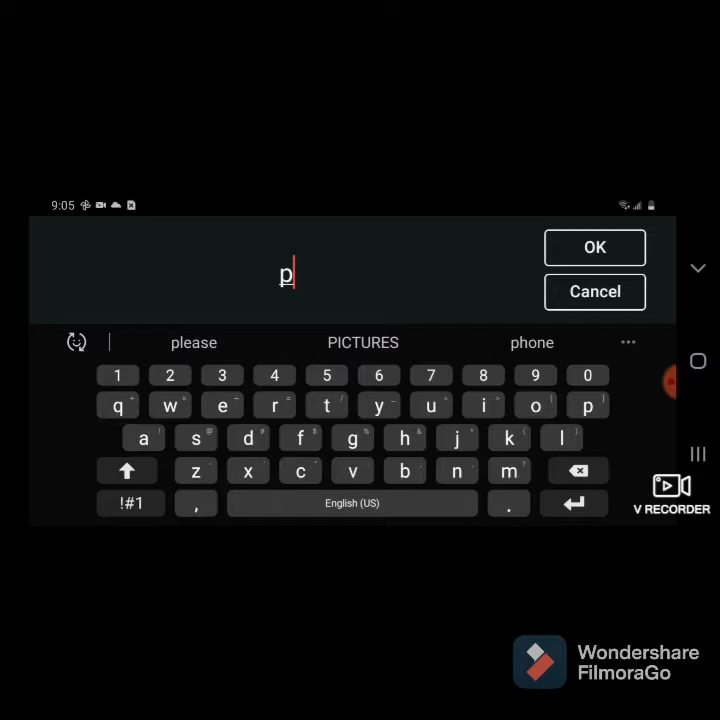 9:05
p
OK
Cancel
please PICTURES phone
1 2 3 4 5 6 7 8 9 0
q w e r t y u i o p
a s d f g h j k l
z x c v b n m
!#1 , English (US) .
V RECORDER
Wondershare
FilmoraGo